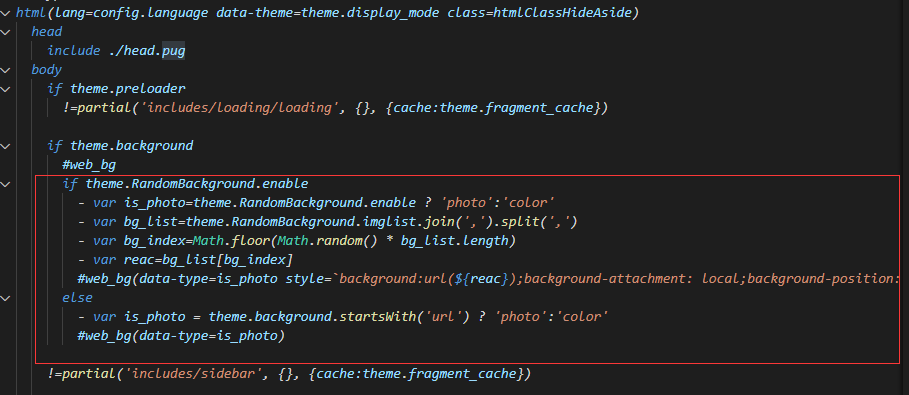 html(lang=config.language data-theme=theme.display_mode class=htmlClassHideAside)
head
include ./head.pug
body
if theme.preloader
!=partial('includes/loading/loading', {}, {cache:theme.fragment_cache})
if theme.background
#web_bg
if theme.RandomBackground.enable
- var is_photo=theme.RandomBackground.enable ? 'photo':'color'
- var bg_list=theme.RandomBackground.imglist.join(',').split(',')
- var bg_index=Math.floor(Math.random() * bg_list.length)
- var reac=bg_list[bg_index]
#web_bg(data-type=is_photo style=`background:url(${reac});background-attachment: local;background-position:
else
- var is_photo = theme.background.startsWith('url') ? 'photo':'color'
#web_bg(data-type=is_photo)
!=partial('includes/sidebar', {}, {cache:theme.fragment_cache})